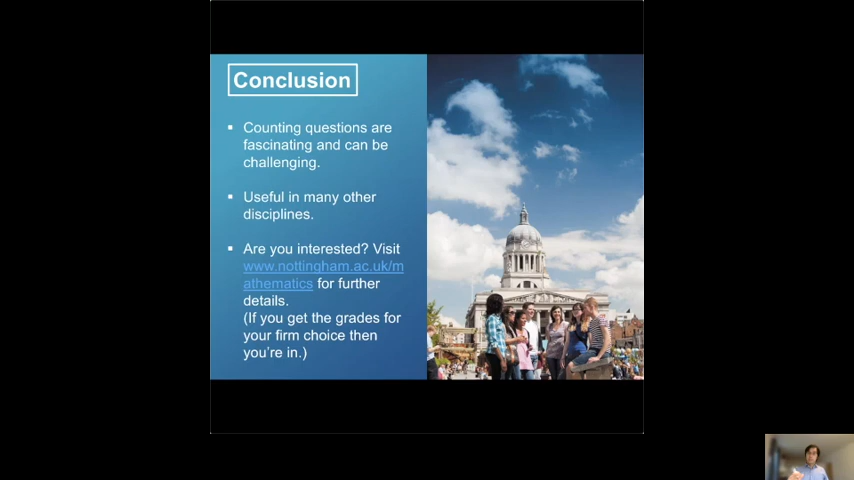 Conclusion
▪ Counting questions are
fascinating and can be
challenging.
▪ Useful in many other
disciplines.
▪ Are you interested? Visit
www.nottingham.ac.uk/m
athematics for further
details.
(If you get the grades for
your firm choice then
you're in.)